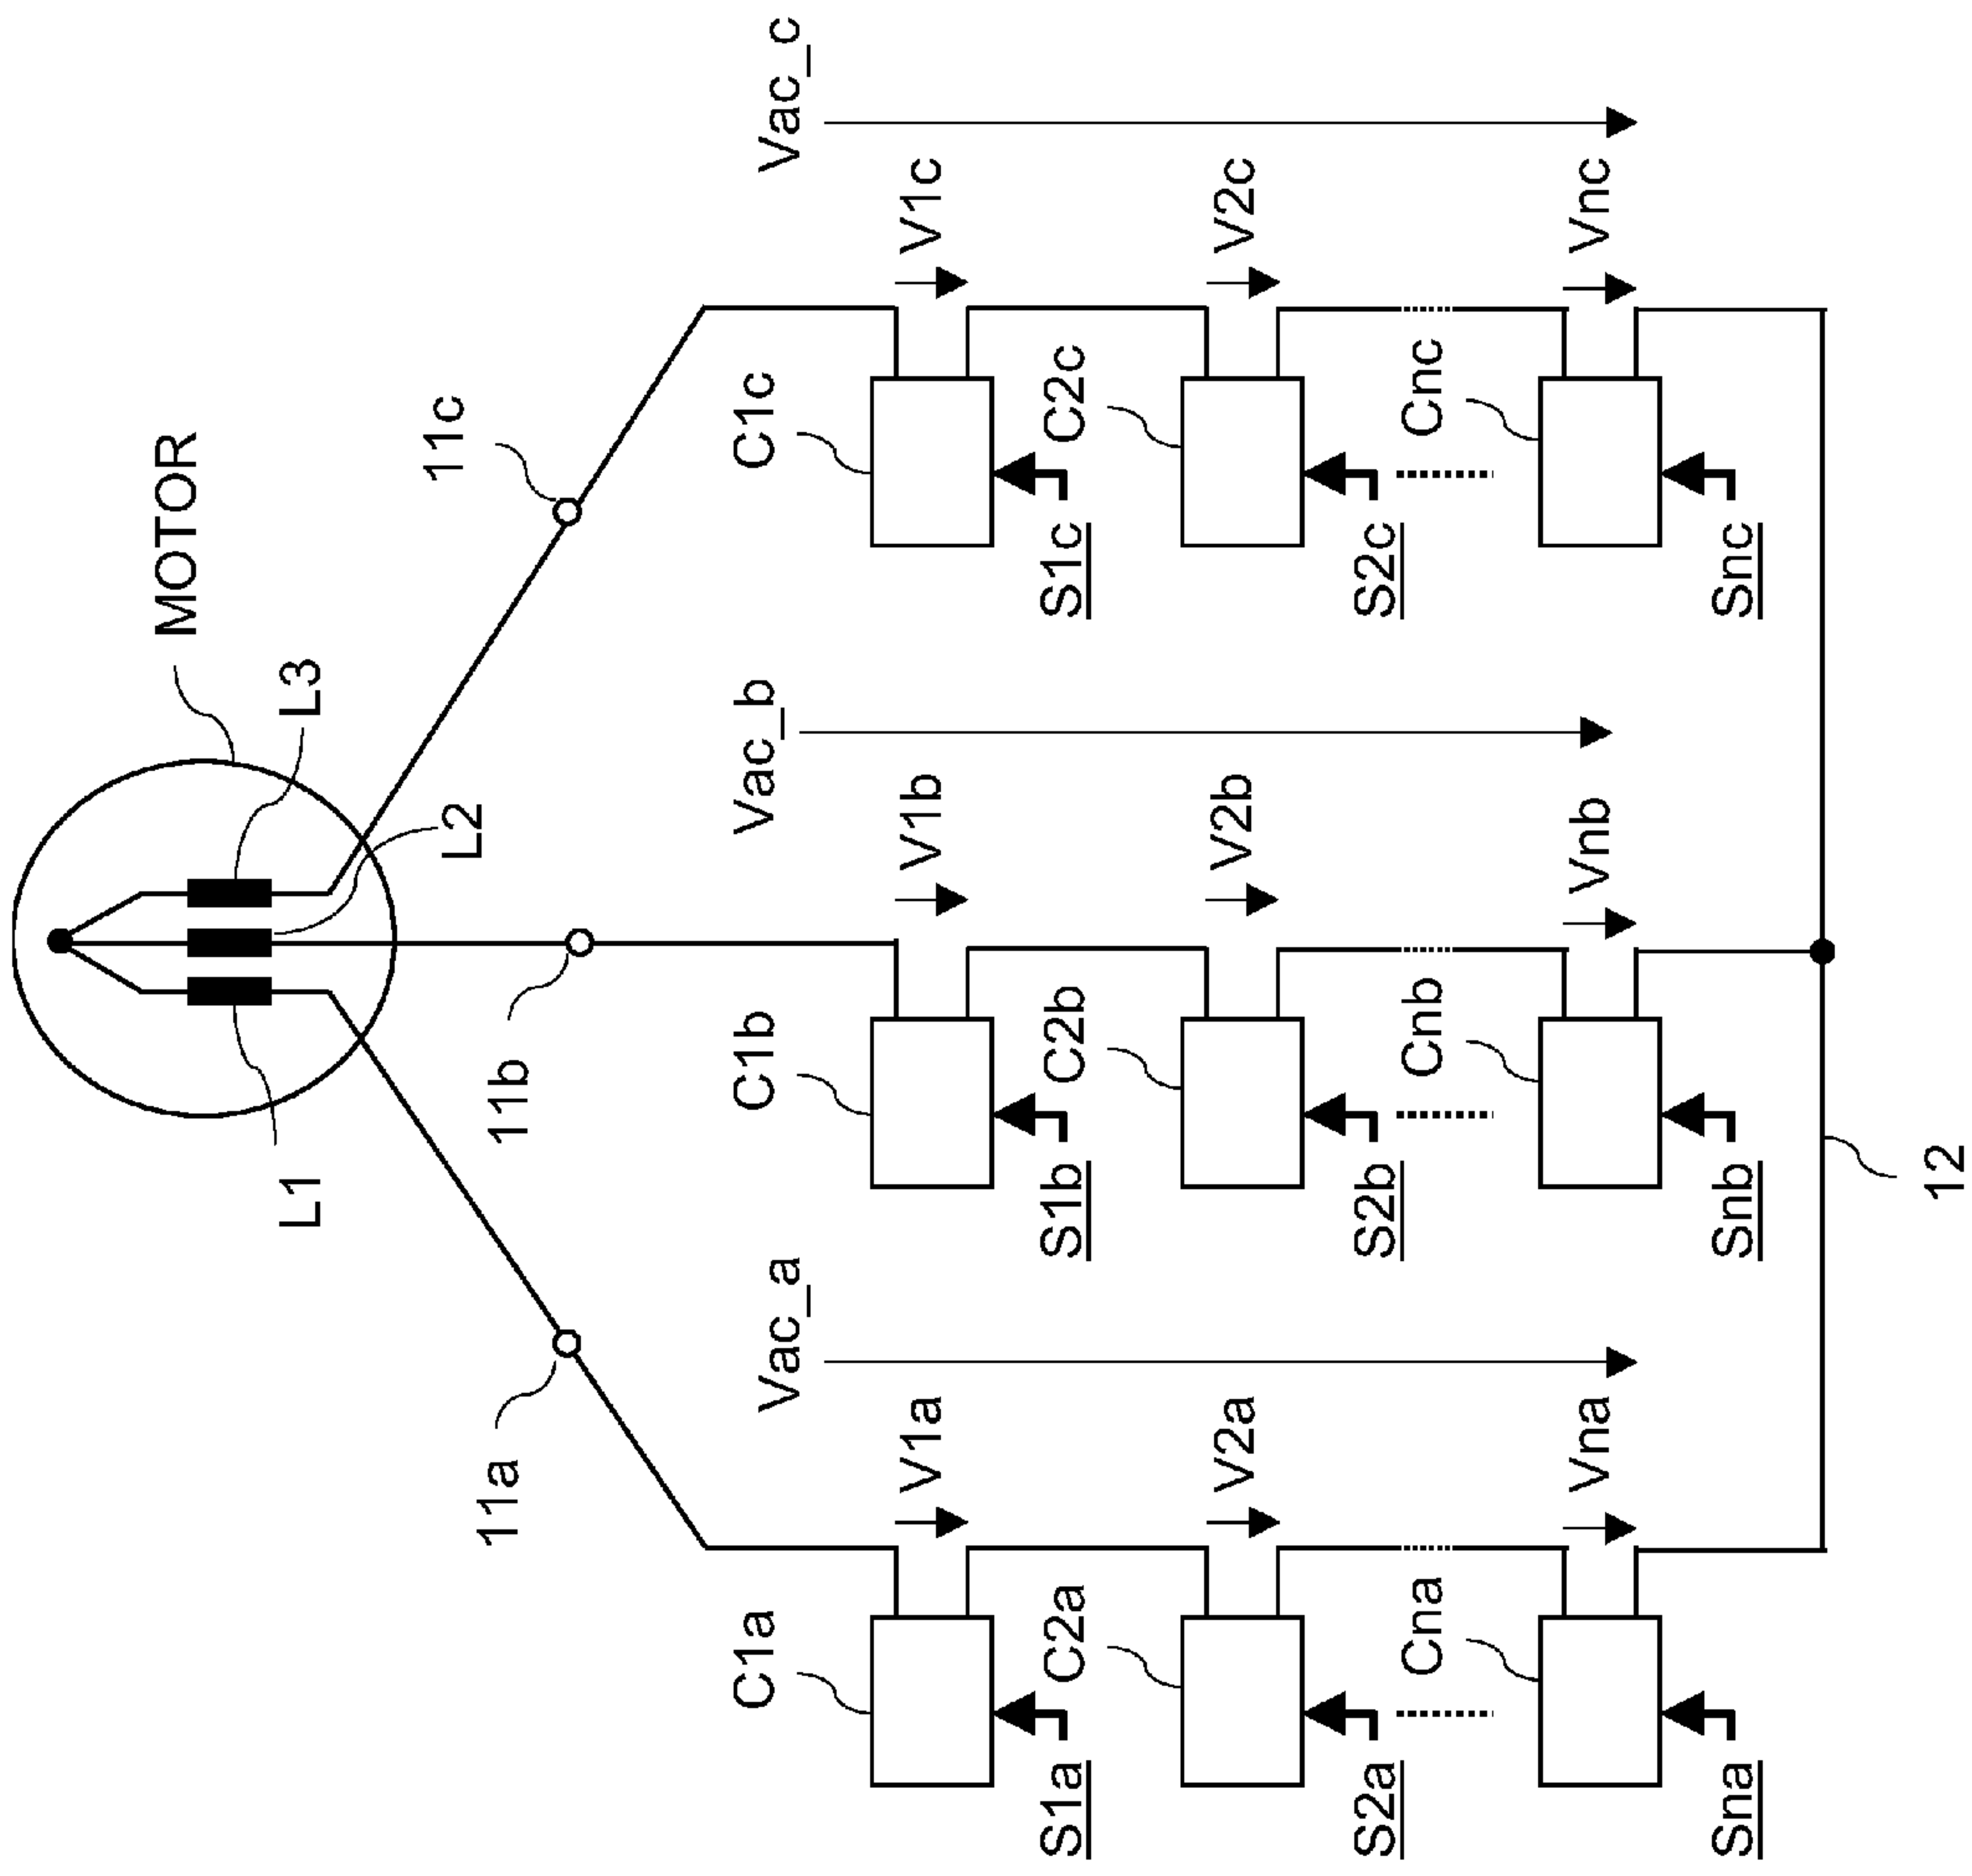 MOTOR
L1
L2
L3
11a
11b
11c
Vac_a
Vac_b
Vac_c
C1a
V1a
S1a
C2a
V2a
S2a
Cna
Vna
Sna
C1b
V1b
S1b
C2b
V2b
S2b
Cnb
Vnb
Snb
C1c
V1c
S1c
C2c
V2c
S2c
Cnc
Vnc
Snc
12